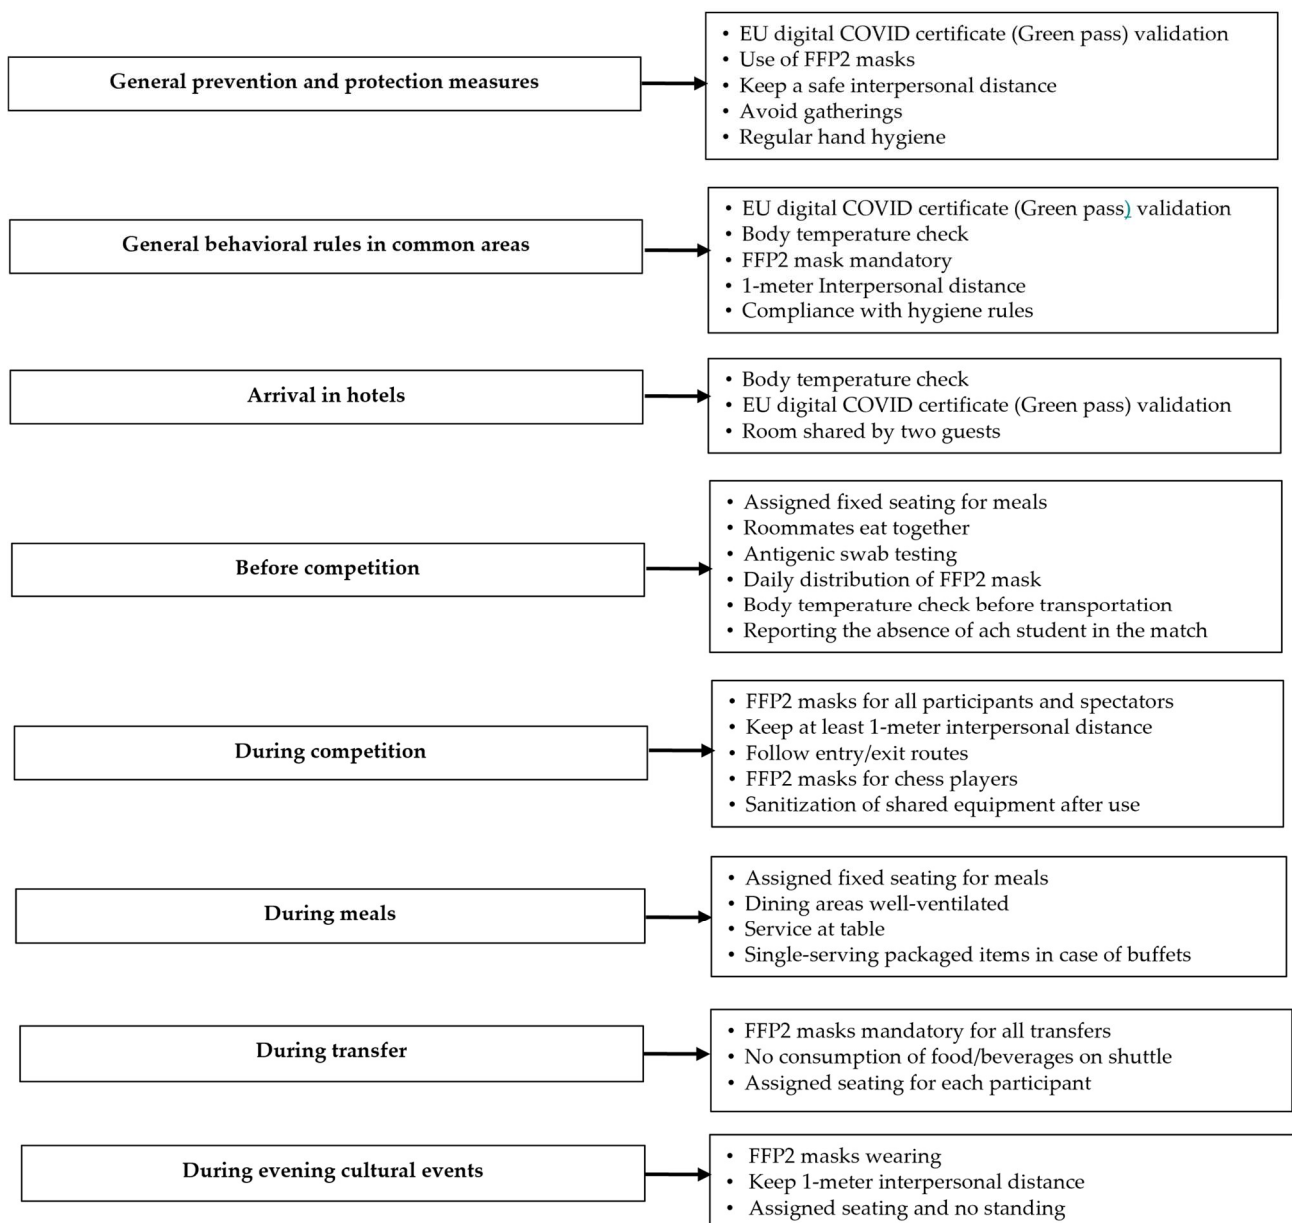 General prevention and protection measures
• EU digital COVID certificate (Green pass) validation
• Use of FFP2 masks
• Keep a safe interpersonal distance
• Avoid gatherings
• Regular hand hygiene
General behavioral rules in common areas
• EU digital COVID certificate (Green pass) validation
• Body temperature check
• FFP2 mask mandatory
• 1-meter Interpersonal distance
• Compliance with hygiene rules
Arrival in hotels
• Body temperature check
• EU digital COVID certificate (Green pass) validation
• Room shared by two guests
Before competition
• Assigned fixed seating for meals
• Roommates eat together
• Antigenic swab testing
• Daily distribution of FFP2 mask
• Body temperature check before transportation
• Reporting the absence of ach student in the match
During competition
• FFP2 masks for all participants and spectators
• Keep at least 1-meter interpersonal distance
• Follow entry/exit routes
• FFP2 masks for chess players
• Sanitization of shared equipment after use
During meals
• Assigned fixed seating for meals
• Dining areas well-ventilated
• Service at table
• Single-serving packaged items in case of buffets
During transfer
• FFP2 masks mandatory for all transfers
• No consumption of food/beverages on shuttle
• Assigned seating for each participant
During evening cultural events
• FFP2 masks wearing
• Keep 1-meter interpersonal distance
• Assigned seating and no standing